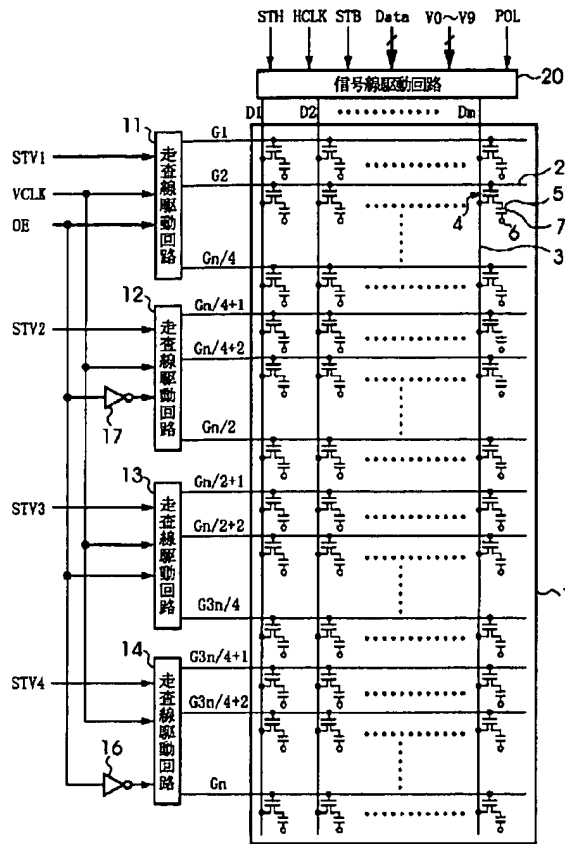 STH HCLK STB Data V0～V9 POL
信号線駆動回路
20
D1 D2 Dm
11
STV1
VCLK
OE
走査線駆動回路
G1
G2
Gn/4
2
5
4
7
6
3
12
STV2
走査線駆動回路
17
Gn/4+1
Gn/4+2
Gn/2
13
STV3
走査線駆動回路
Gn/2+1
Gn/2+2
G3n/4
14
STV4
走査線駆動回路
16
G3n/4+1
G3n/4+2
Gn